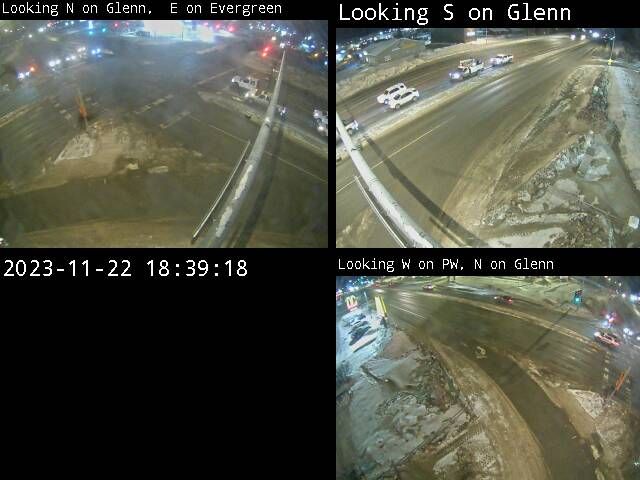 Looking N on Glenn, E on Evergreen
Looking S on Glenn
2023-11-22 18:39:18
Looking W on PW, N on Glenn